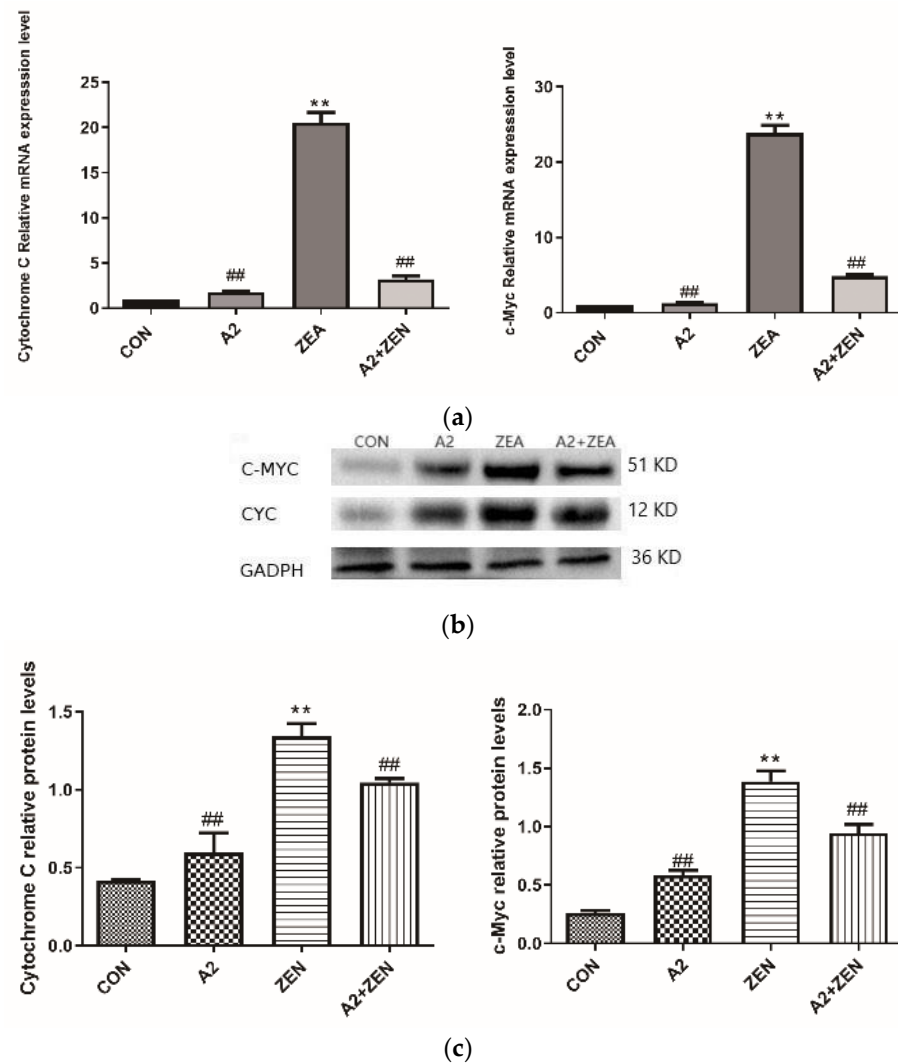 Cytochrome C Relative mRNA expresssion level
25
20
15
10
5
0
**
##
##
CON
A2
ZEA
A2+ZEN
c-Myc Relative mRNA expresssion level
30
20
10
0
**
##
##
CON
A2
ZEA
A2+ZEN
(a)
CON A2 ZEA A2+ZEA
C-MYC 51 KD
CYC 12 KD
GADPH 36 KD
(b)
Cytochrome C relative protein levels
1.5
1.0
0.5
0.0
**
##
##
CON
A2
ZEN
A2+ZEN
c-Myc relative protein levels
2.0
1.5
1.0
0.5
0.0
**
##
##
CON
A2
ZEN
A2+ZEN
(c)